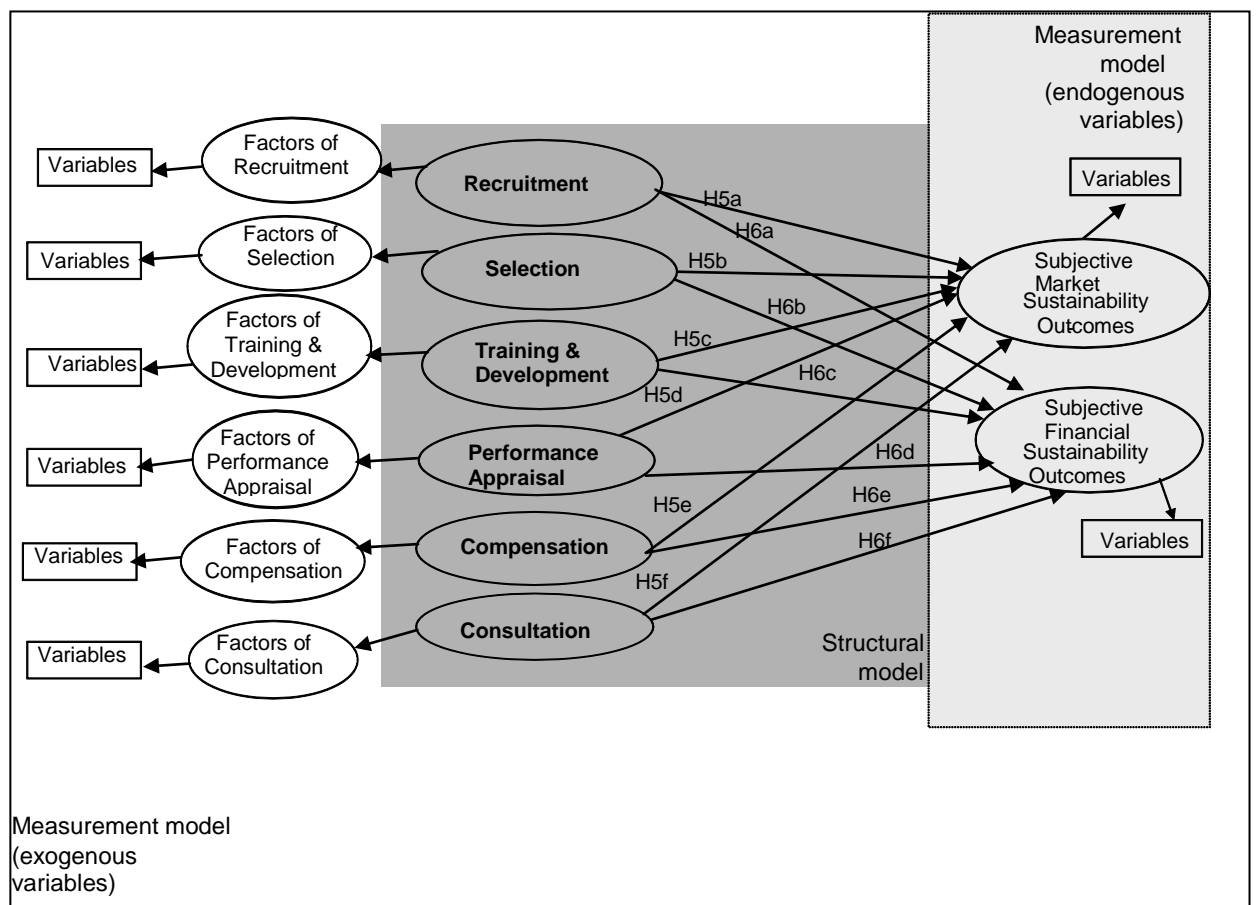 Measurement
model
(endogenous
variables)
Variables
Factors of
Recruitment
Recruitment
H5a
Variables
H6a
Variables
Factors of
Selection
Selection
H5b
Subjective
Market
Sustainability
Outcomes
H6b
Variables
Factors of
Training &
Development
Training &
Development
H5c
H6c
H5d
Subjective
Financial
Sustainability
Outcomes
Variables
Factors of
Performance
Appraisal
Performance
Appraisal
H6d
H5e
H6e
Variables
Variables
Factors of
Compensation
Compensation
H6f
H5f
Variables
Factors of
Consultation
Consultation
Structural
model
Measurement model
(exogenous
variables)